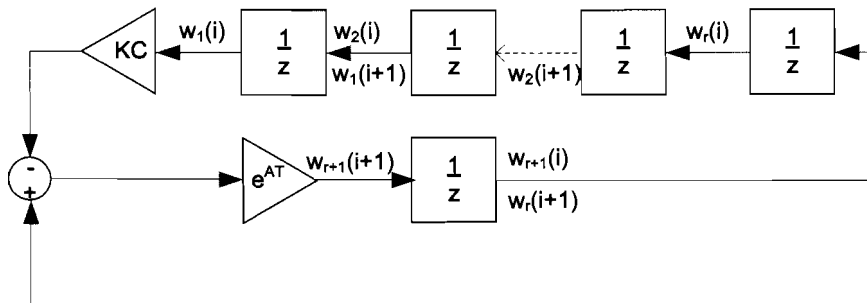 KC
w₁(i)
1
z
w₂(i)
w₁(i+1)
1
z
w₂(i+1)
1
z
wᵣ(i)
1
z
-
+
e^AT
wᵣ₊₁(i+1)
1
z
wᵣ₊₁(i)
wᵣ(i+1)